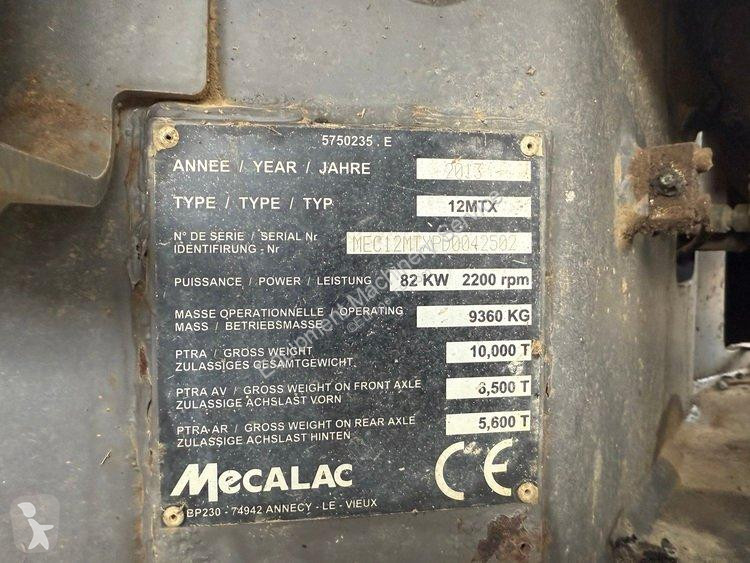 5750235 . E
ANNEE / YEAR / JAHRE 2013
TYPE / TYPE / TYP 12MTX
N° DE SERIE / SERIAL Nr
IDENTIFIRUNG - Nr MEC12MTXPD0042502
PUISSANCE / POWER / LEISTUNG 82 KW 2200 rpm
MASSE OPERATIONNELLE / OPERATING
MASS / BETRIEBSMASSE 9360 KG
PTRA / GROSS WEIGHT
ZULASSIGES GESAMTGEWICHT 10,000 T
PTRA AV / GROSS WEIGHT ON FRONT AXLE
ZULASSIGE ACHSLAST VORN 6,500 T
PTRA AR / GROSS WEIGHT ON REAR AXLE
ZULASSIGE ACHSLAST HINTEN 5,600 T
MeCALAC CE
BP230 - 74942 ANNECY - LE - VIEUX